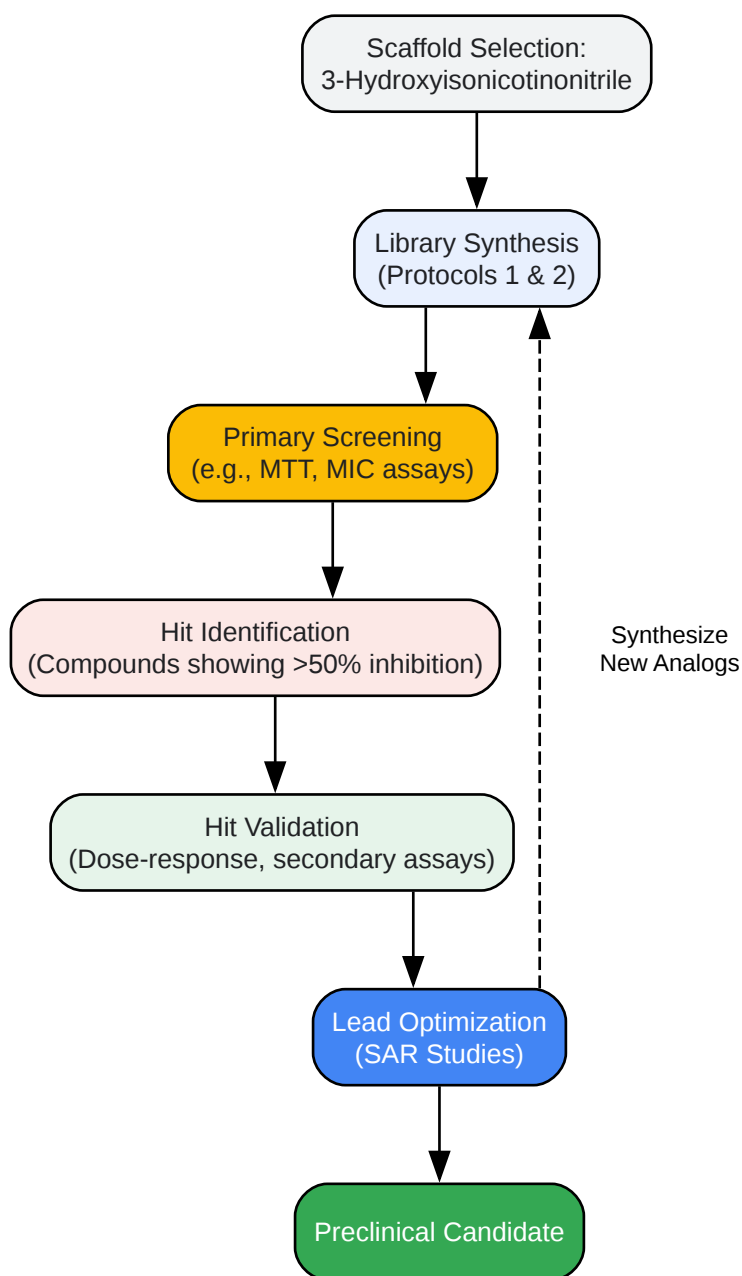 Scaffold Selection:
3-Hydroxyisonicotinonitrile
Library Synthesis
(Protocols 1 & 2)
Primary Screening
(e.g., MTT, MIC assays)
Hit Identification
(Compounds showing >50% inhibition)
Synthesize
New Analogs
Hit Validation
(Dose-response, secondary assays)
Lead Optimization
(SAR Studies)
Preclinical Candidate